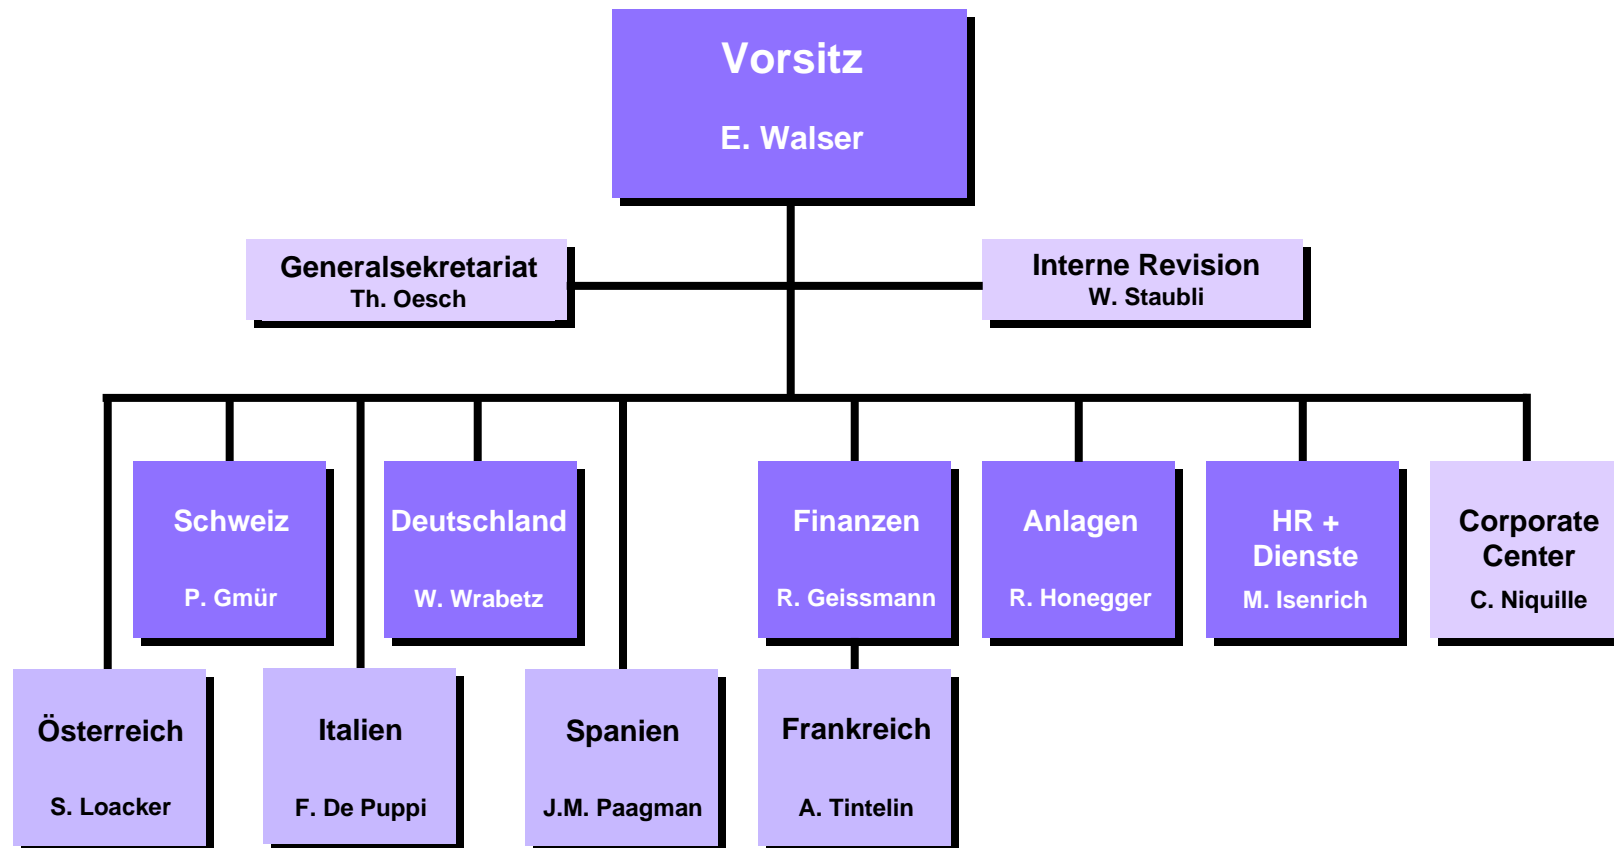 Vorsitz
E. Walser
Generalsekretariat
Th. Oesch
Interne Revision
W. Staubli
Schweiz
P. Gmür
Deutschland
W. Wrabetz
Finanzen
R. Geissmann
Anlagen
R. Honegger
HR +
Dienste
M. Isenrich
Corporate
Center
C. Niquille
Österreich
S. Loacker
Italien
F. De Puppi
Spanien
J.M. Paagman
Frankreich
A. Tintelin